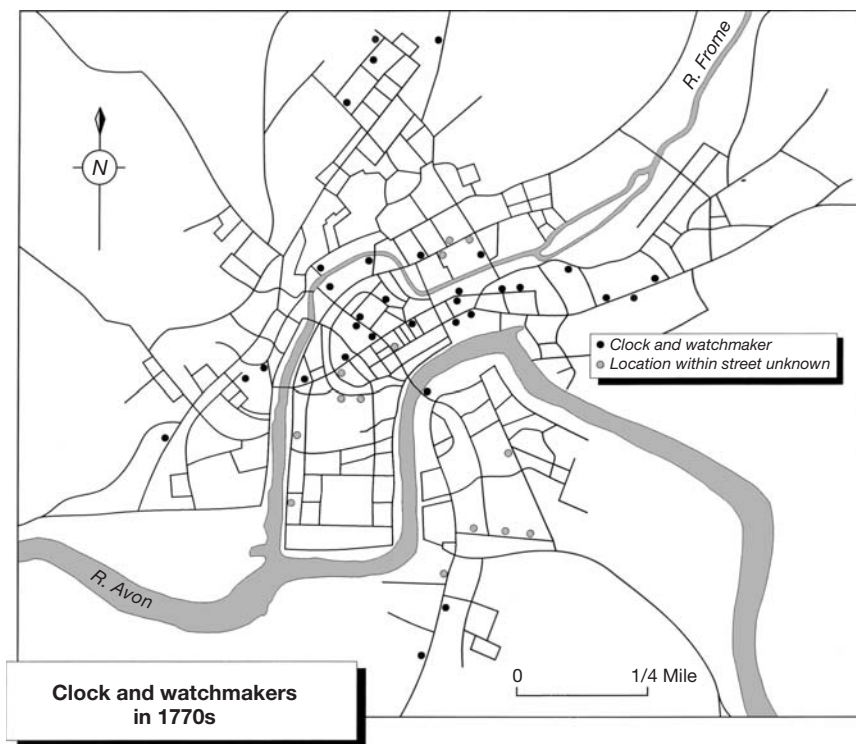 R. Frome
N
Clock and watchmaker
Location within street unknown
R. Avon
0 1/4 Mile
Clock and watchmakers
in 1770s